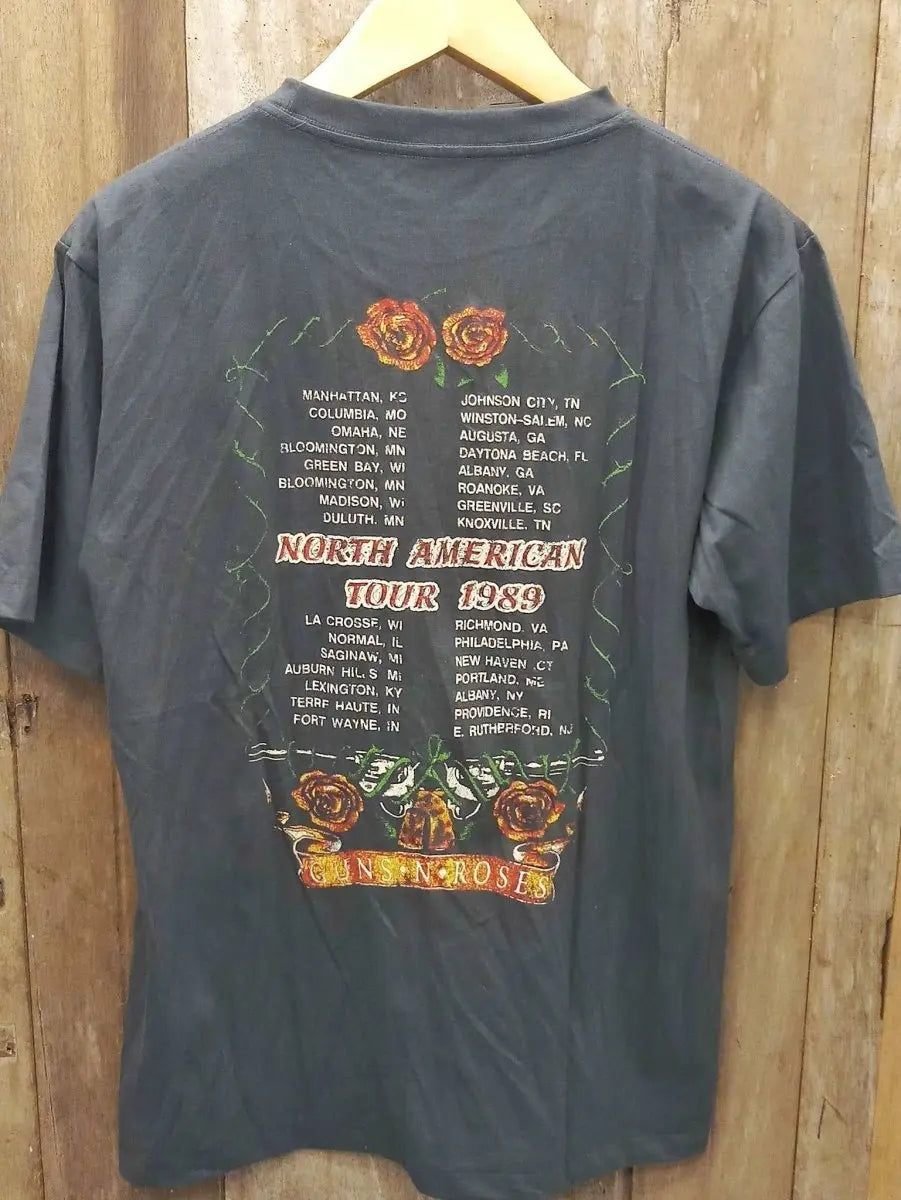 MANHATTAN, KS
COLUMBIA, MO
OMAHA, NE
BLOOMINGTON, MN
GREEN BAY, WI
BLOOMINGTON, MN
MADISON, WI
DULUTH, MN
JOHNSON CITY, TN
WINSTON-SALEM, NC
AUGUSTA, GA
DAYTONA BEACH, FL
ALBANY, GA
ROANOKE, VA
GREENVILLE, SC
KNOXVILLE, TN
NORTH AMERICAN
TOUR 1989
LA CROSSE, WI
NORMAL, IL
SAGINAW, MI
AUBURN HILLS MI
LEXINGTON, KY
TERRE HAUTE, IN
FORT WAYNE, IN
RICHMOND, VA
PHILADELPHIA, PA
NEW HAVEN ,CT
PORTLAND, ME
ALBANY, NY
PROVIDENCE, RI
E. RUTHERFORD, NJ
GUNS·N·ROSES